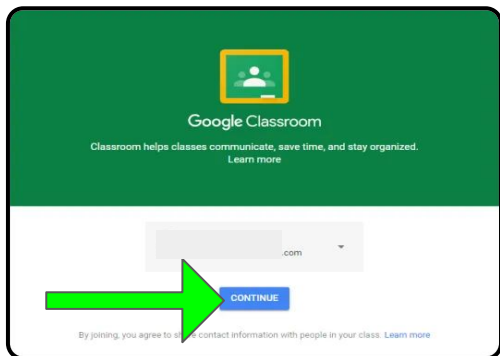 Google Classroom
Classroom helps classes communicate, save time, and stay organized.
Learn more
.com
CONTINUE
By joining, you agree to share contact information with people in your class. Learn more